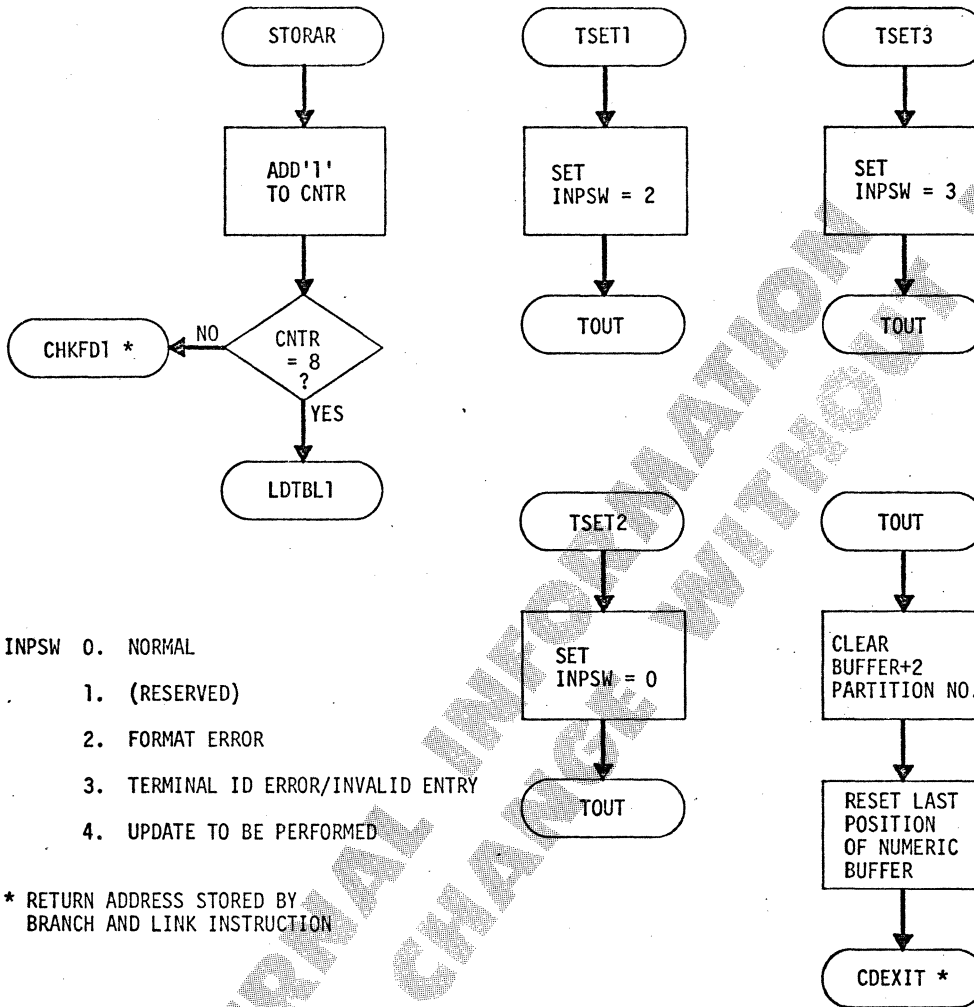 STORAR
ADD'1'
TO CNTR
CHKFD1 *
NO
CNTR
= 8
?
YES
LDTBL1
TSET1
SET
INPSW = 2
TOUT
TSET3
SET
INPSW = 3
TOUT
TSET2
SET
INPSW = 0
TOUT
TOUT
CLEAR
BUFFER+2
PARTITION NO.
RESET LAST
POSITION
OF NUMERIC
BUFFER
CDEXIT *
INPSW 0. NORMAL
1. (RESERVED)
2. FORMAT ERROR
3. TERMINAL ID ERROR/INVALID ENTRY
4. UPDATE TO BE PERFORMED
* RETURN ADDRESS STORED BY
BRANCH AND LINK INSTRUCTION
INFORMATION
CHANGE WITHOUT